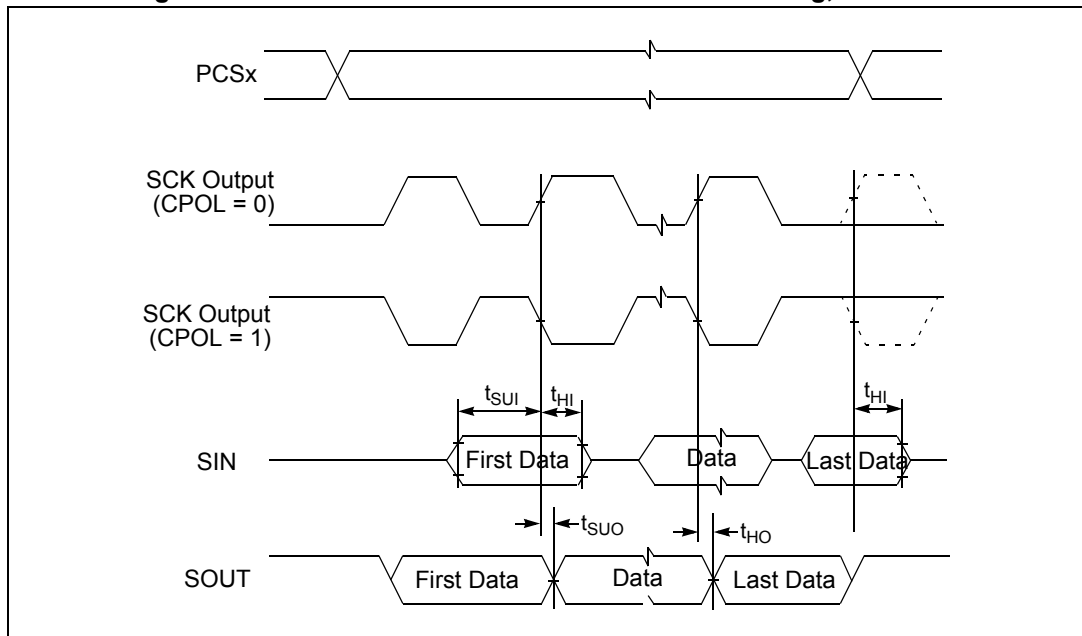 PCSx
SCK Output
(CPOL = 0)
SCK Output
(CPOL = 1)
tSUI
tHI
tHI
SIN
First Data
Data
Last Data
tSUO
tHO
SOUT
First Data
Data
Last Data